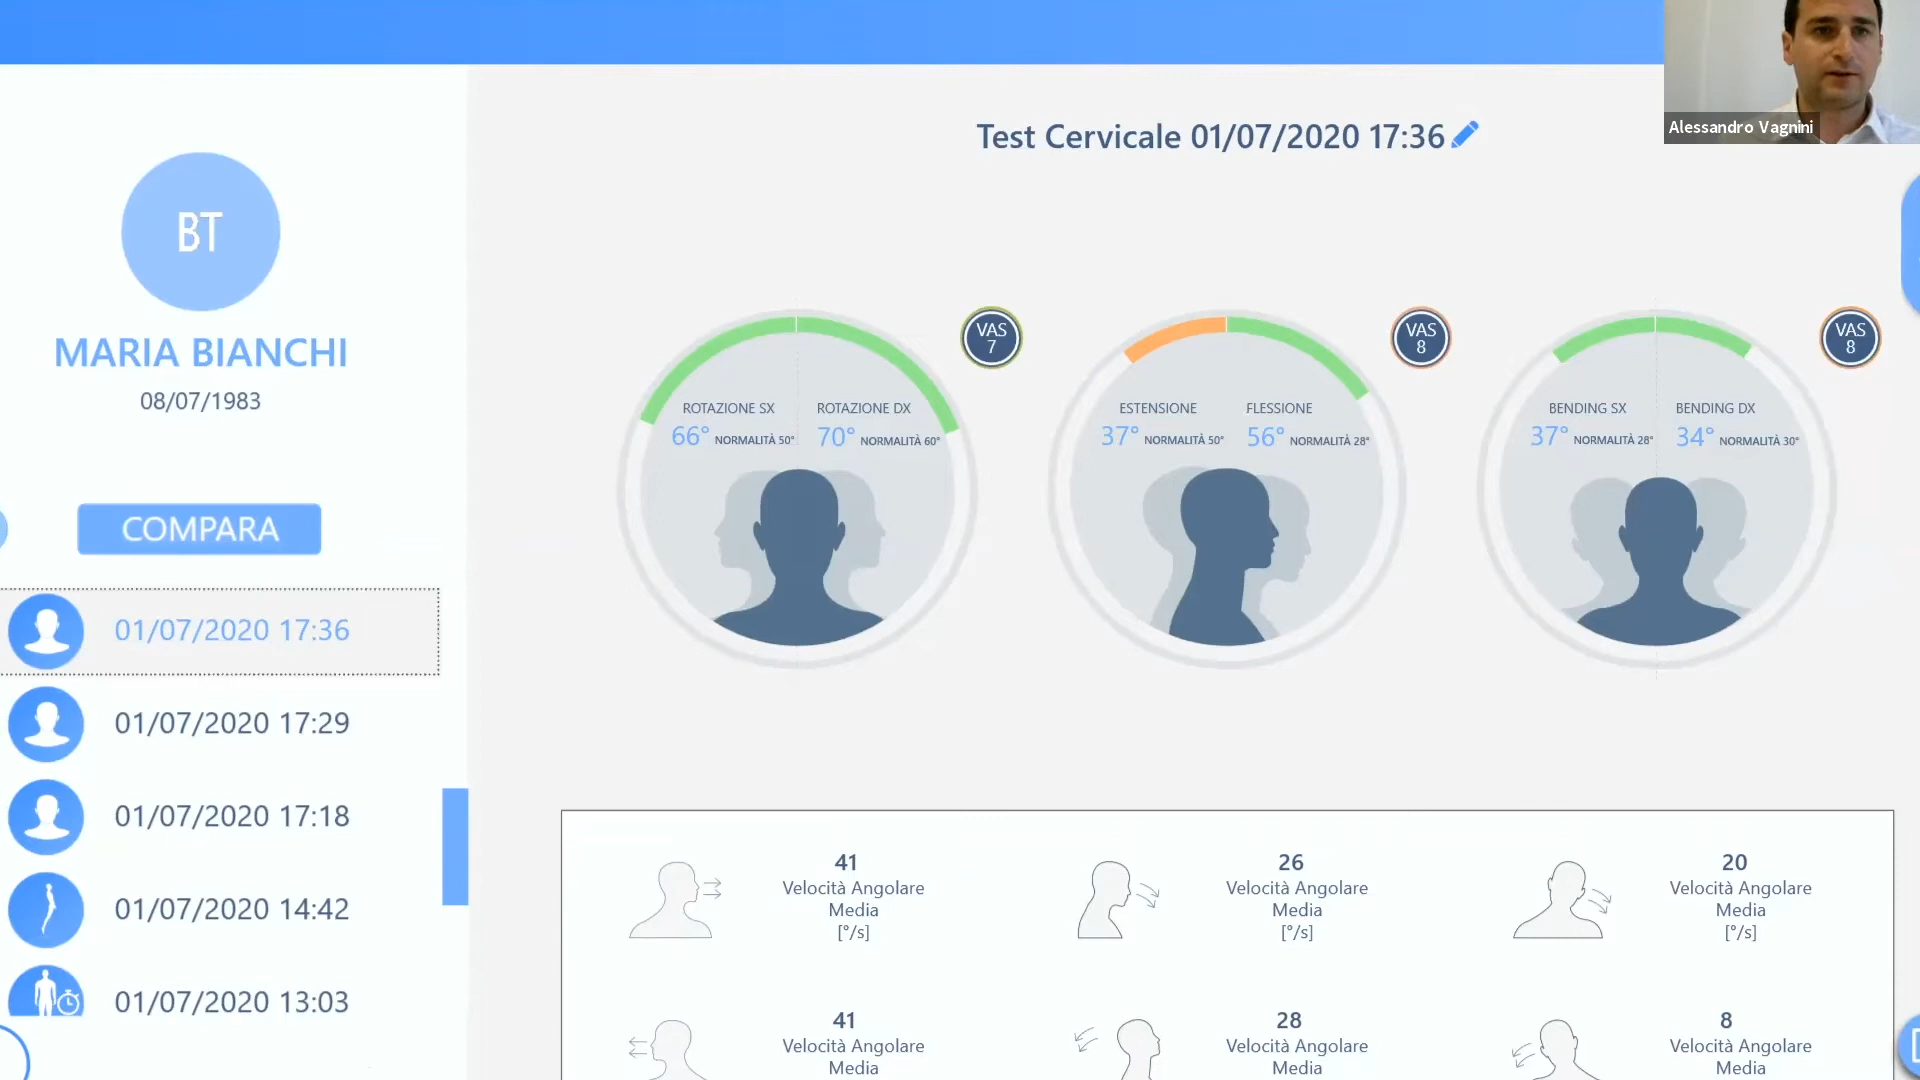 Alessandro Vagnini
Test Cervicale 01/07/2020 17:36
BT
MARIA BIANCHI
08/07/1983
COMPARA
01/07/2020 17:36
01/07/2020 17:29
01/07/2020 17:18
01/07/2020 14:42
01/07/2020 13:03
VAS
7
ROTAZIONE SX
66° NORMALITÀ 50°
ROTAZIONE DX
70° NORMALITÀ 60°
VAS
8
ESTENSIONE
37° NORMALITÀ 50°
FLESSIONE
56° NORMALITÀ 28°
VAS
8
BENDING SX
37° NORMALITÀ 28°
BENDING DX
34° NORMALITÀ 30°
41
Velocità Angolare
Media
[°/s]
26
Velocità Angolare
Media
[°/s]
20
Velocità Angolare
Media
[°/s]
41
Velocità Angolare
Media
28
Velocità Angolare
Media
8
Velocità Angolare
Media